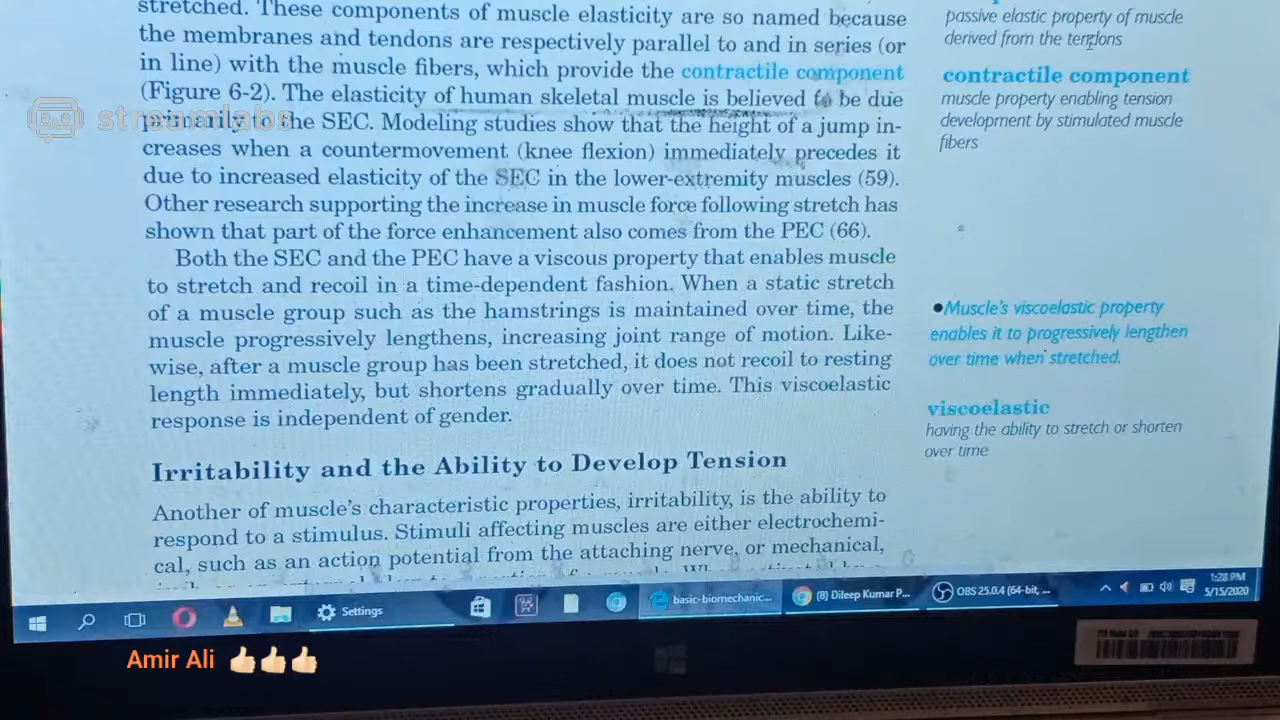 stretched. These components of muscle elasticity are so named because
the membranes and tendons are respectively parallel to and in series (or
in line) with the muscle fibers, which provide the contractile component
(Figure 6-2). The elasticity of human skeletal muscle is believed to be due
the SEC. Modeling studies show that the height of a jump in-
creases when a countermovement (knee flexion) immediately precedes it
due to increased elasticity of the SEC in the lower-extremity muscles (59).
Other research supporting the increase in muscle force following stretch has
shown that part of the force enhancement also comes from the PEC (66).
Both the SEC and the PEC have a viscous property that enables muscle
to stretch and recoil in a time-dependent fashion. When a static stretch
of a muscle group such as the hamstrings is maintained over time, the
muscle progressively lengthens, increasing joint range of motion. Like-
wise, after a muscle group has been stretched, it does not recoil to resting
length immediately, but shortens gradually over time. This viscoelastic
response is independent of gender.
Irritability and the Ability to Develop Tension
Another of muscle's characteristic properties, irritability, is the ability to
respond to a stimulus. Stimuli affecting muscles are either electrochemi-
cal, such as an action potential from the attaching nerve, or mechanical,
passive elastic property of muscle
derived from the tendons
contractile component
muscle property enabling tension
development by stimulated muscle
fibers
●Muscle's viscoelastic property
enables it to progressively lengthen
over time when stretched.
viscoelastic
having the ability to stretch or shorten
over time
streamlabs
Settings
basic-biomechanic...
(8) Dileep Kumar P...
OBS 25.0.4 (64-bit, ...
1:28 PM
5/15/2020
Amir Ali 👍🏻👍🏻👍🏻